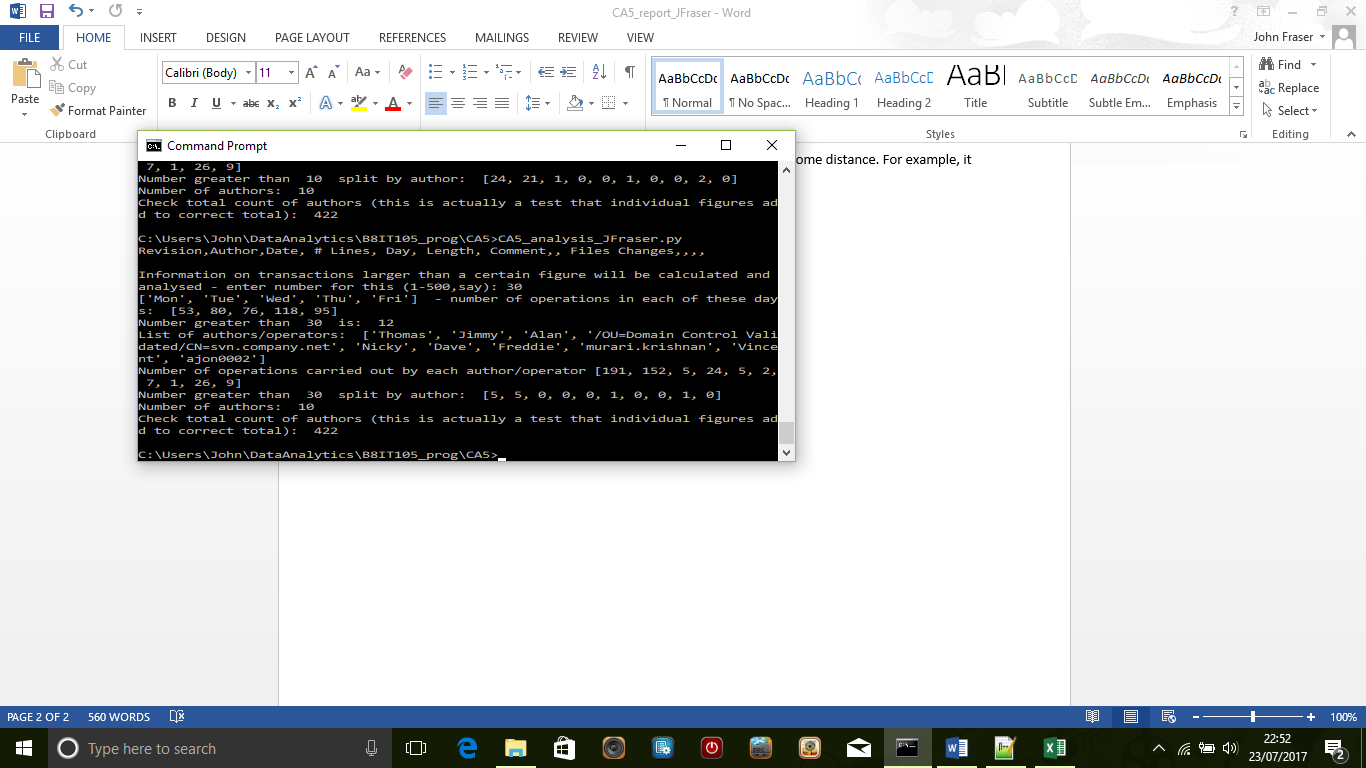 CA5_report_JFraser - Word
FILE HOME INSERT DESIGN PAGE LAYOUT REFERENCES MAILINGS REVIEW VIEW John Fraser
Paste
Cut
Copy
Format Painter
Clipboard
Calibri (Body) 11
AaBbCcDc ¶ Normal
AaBbCcDc ¶ No Spac...
AaBbCc Heading 1
AaBbCcD Heading 2
AaBl Title
AaBbCcD Subtitle
AaBbCcDc Subtle Em...
AaBbCcDc Emphasis
Styles
Find
Replace
Select
Editing
ome distance. For example, it
Command Prompt
7, 1, 26, 9]
Number greater than  10  split by author:  [24, 21, 1, 0, 0, 1, 0, 0, 2, 0]
Number of authors:  10
Check total count of authors (this is actually a test that individual figures ad
d to correct total):  422
C:\Users\John\DataAnalytics\B8IT105_prog\CA5>CA5_analysis_JFraser.py
Revision,Author,Date, # Lines, Day, Length, Comment,, Files Changes,,,,
Information on transactions larger than a certain figure will be calculated and
analysed - enter number for this (1-500,say): 30
['Mon', 'Tue', 'Wed', 'Thu', 'Fri']  - number of operations in each of these day
s:  [53, 80, 76, 118, 95]
Number greater than  30  is:  12
List of authors/operators:  ['Thomas', 'Jimmy', 'Alan', '/OU=Domain Control Vali
dated/CN=svn.company.net', 'Nicky', 'Dave', 'Freddie', 'murari.krishnan', 'Vince
nt', 'ajon0002']
Number of operations carried out by each author/operator [191, 152, 5, 24, 5, 2,
7, 1, 26, 9]
Number greater than  30  split by author:  [5, 5, 0, 0, 0, 1, 0, 0, 1, 0]
Number of authors:  10
Check total count of authors (this is actually a test that individual figures ad
d to correct total):  422
C:\Users\John\DataAnalytics\B8IT105_prog\CA5>
PAGE 2 OF 2 560 WORDS 100%
Type here to search
22:52
23/07/2017
2